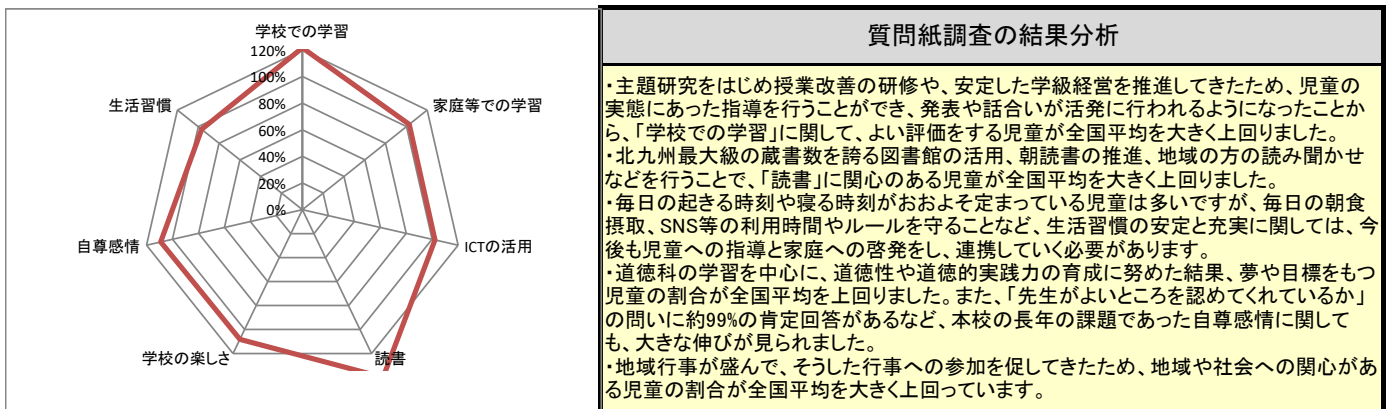 学校での学習
120%
100%
80%
60%
40%
20%
0%
家庭等での学習
ICTの活用
読書
学校の楽しさ
自尊感情
生活習慣
質問紙調査の結果分析
・主題研究をはじめ授業改善の研修や、安定した学級経営を推進してきたため、児童の
実態にあった指導を行うことができ、発表や話合いが活発に行われるようになったことか
ら、「学校での学習」に関して、よい評価をする児童が全国平均を大きく上回りました。
・北九州最大級の蔵書数を誇る図書館の活用、朝読書の推進、地域の方の読み聞かせ
などを行うことで、「読書」に関心のある児童が全国平均を大きく上回りました。
・毎日の起きる時刻や寝る時刻がおおよそ定まっている児童は多いですが、毎日の朝食
摂取、SNS等の利用時間やルールを守ることなど、生活習慣の安定と充実に関しては、今
後も児童への指導と家庭への啓発をし、連携していく必要があります。
・道徳科の学習を中心に、道徳性や道徳的実践力の育成に努めた結果、夢や目標をもつ
児童の割合が全国平均を上回りました。また、「先生がよいところを認めてくれているか」
の問いに約99%の肯定回答があるなど、本校の長年の課題であった自尊感情に関して
も、大きな伸びが見られました。
・地域行事が盛んで、そうした行事への参加を促してきたため、地域や社会への関心があ
る児童の割合が全国平均を大きく上回っています。